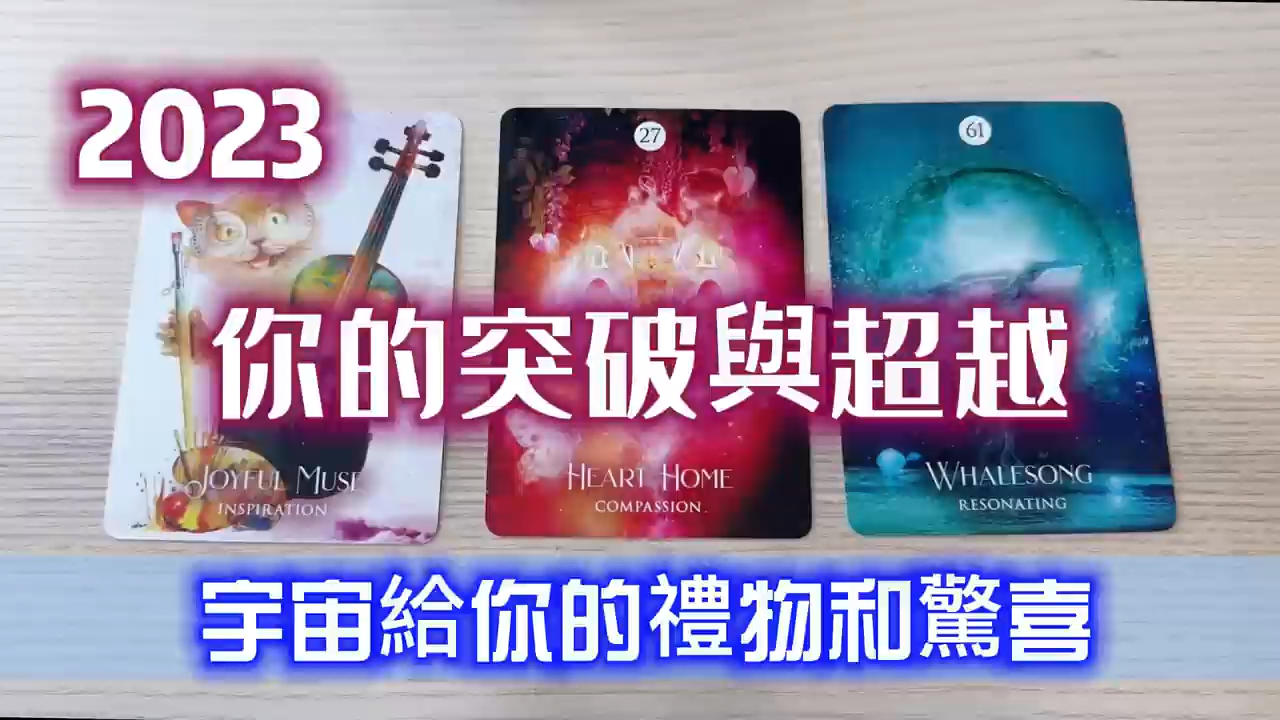 2023
27
61
你的突破與超越
JOYFUL MUSE
INSPIRATION
HEART HOME
COMPASSION
WHALESONG
RESONATING
宇宙給你的禮物和驚喜